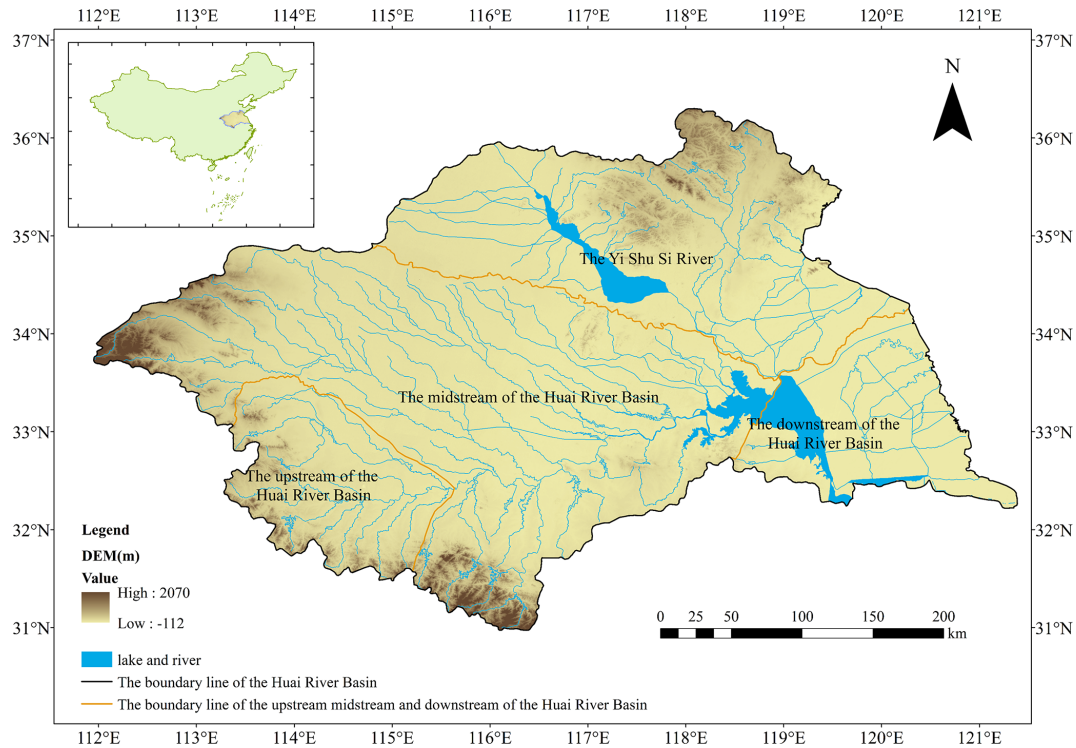 112°E 113°E 114°E 115°E 116°E 117°E 118°E 119°E 120°E 121°E
37°N 37°N
N
36°N 36°N
35°N 35°N
The Yi Shu Si River
34°N 34°N
The midstream of the Huai River Basin
The downstream of the
Huai River Basin
33°N 33°N
The upstream of the
Huai River Basin
32°N 32°N
Legend
DEM(m)
Value
High : 2070
Low : -112
31°N 31°N
0 25 50 100 150 200
km
lake and river
The boundary line of the Huai River Basin
The boundary line of the upstream midstream and downstream of the Huai River Basin
112°E 113°E 114°E 115°E 116°E 117°E 118°E 119°E 120°E 121°E